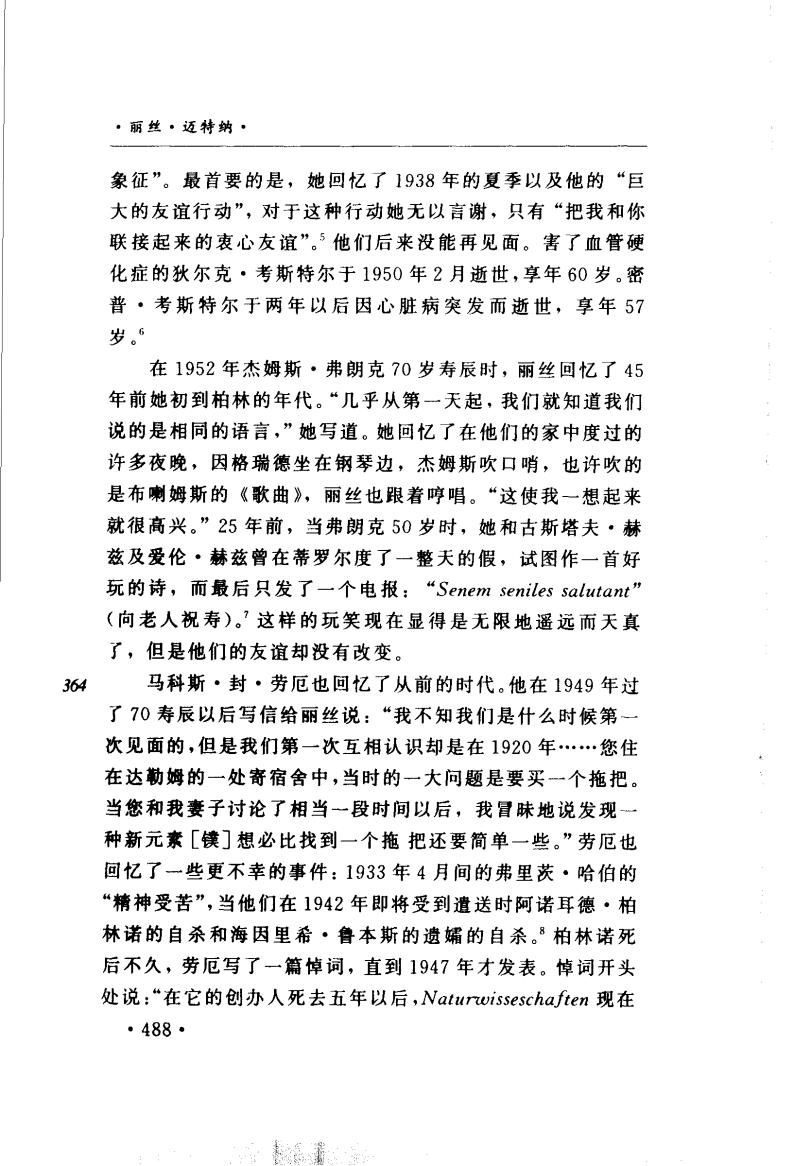 ·丽丝·迈特纳·
象征”。最首要的是，她回忆了 1938 年的夏季以及他的“巨
大的友谊行动”，对于这种行动她无以言谢，只有“把我和你
联接起来的衷心友谊”。⁵ 他们后来没能再见面。害了血管硬
化症的狄尔克·考斯特尔于 1950 年 2 月逝世，享年 60 岁。密
普·考斯特尔于两年以后因心脏病突发而逝世，享年 57
岁。⁶
在 1952 年杰姆斯·弗朗克 70 岁寿辰时，丽丝回忆了 45
年前她初到柏林的年代。“几乎从第一天起，我们就知道我们
说的是相同的语言，”她写道。她回忆了在他们的家中度过的
许多夜晚，因格瑞德坐在钢琴边，杰姆斯吹口哨，也许吹的
是布喇姆斯的《歌曲》，丽丝也跟着哼唱。“这使我一想起来
就很高兴。”25 年前，当弗朗克 50 岁时，她和古斯塔夫·赫
兹及爱伦·赫兹曾在蒂罗尔度了一整天的假，试图作一首好
玩的诗，而最后只发了一个电报：“Senem seniles salutant”
（向老人祝寿）。⁷ 这样的玩笑现在显得是无限地遥远而天真
了，但是他们的友谊却没有改变。
364 马科斯·封·劳厄也回忆了从前的时代。他在 1949 年过
了 70 寿辰以后写信给丽丝说：“我不知我们是什么时候第一
次见面的，但是我们第一次互相认识却是在 1920 年……您住
在达勒姆的一处寄宿舍中，当时的一大问题是要买一个拖把。
当您和我妻子讨论了相当一段时间以后，我冒昧地说发现一
种新元素［镤］想必比找到一个拖 把还要简单一些。”劳厄也
回忆了一些更不幸的事件：1933 年 4 月间的弗里茨·哈伯的
“精神受苦”，当他们在 1942 年即将受到遣送时阿诺耳德·柏
林诺的自杀和海因里希·鲁本斯的遗孀的自杀。⁸ 柏林诺死
后不久，劳厄写了一篇悼词，直到 1947 年才发表。悼词开头
处说：“在它的创办人死去五年以后，Naturwisseschaften 现在
·488·